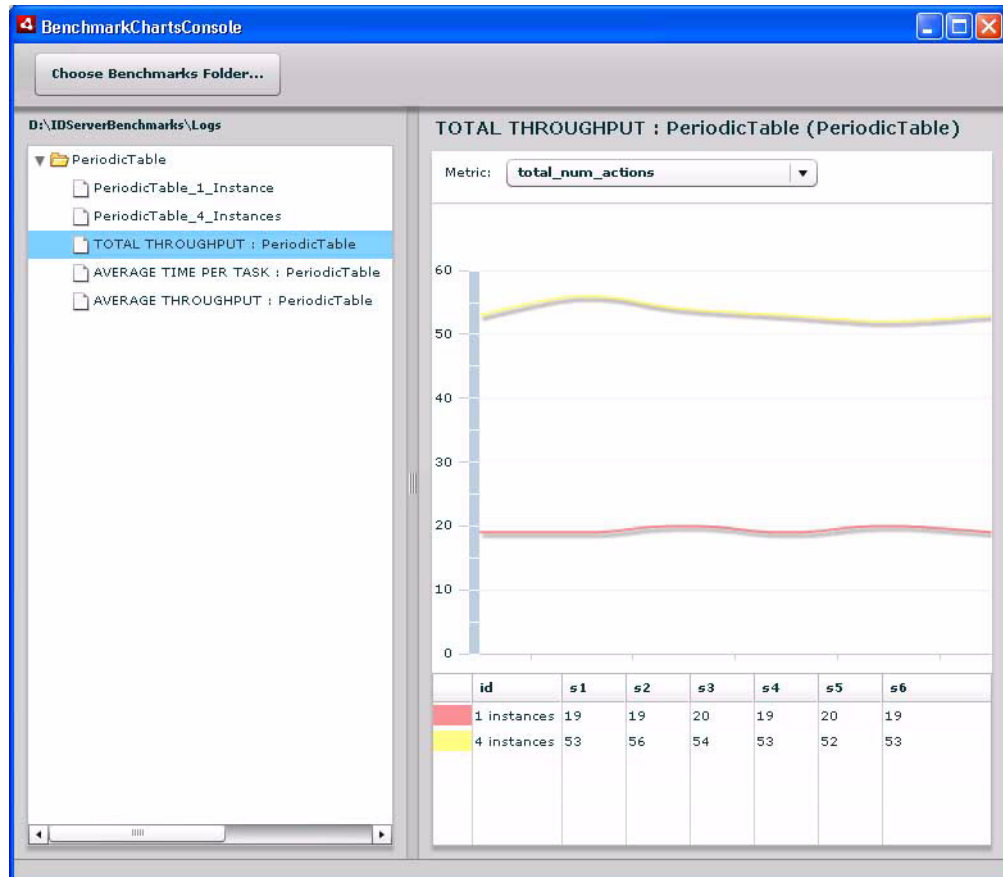 BenchmarkChartsConsole
Choose Benchmarks Folder...
D:\IDServerBenchmarks\Logs
PeriodicTable
PeriodicTable_1_Instance
PeriodicTable_4_Instances
TOTAL THROUGHPUT : PeriodicTable
AVERAGE TIME PER TASK : PeriodicTable
AVERAGE THROUGHPUT : PeriodicTable
TOTAL THROUGHPUT : PeriodicTable (PeriodicTable)
Metric: total_num_actions
60
50
40
30
20
10
0
id s1 s2 s3 s4 s5 s6
1 instances 19 19 20 19 20 19
4 instances 53 56 54 53 52 53